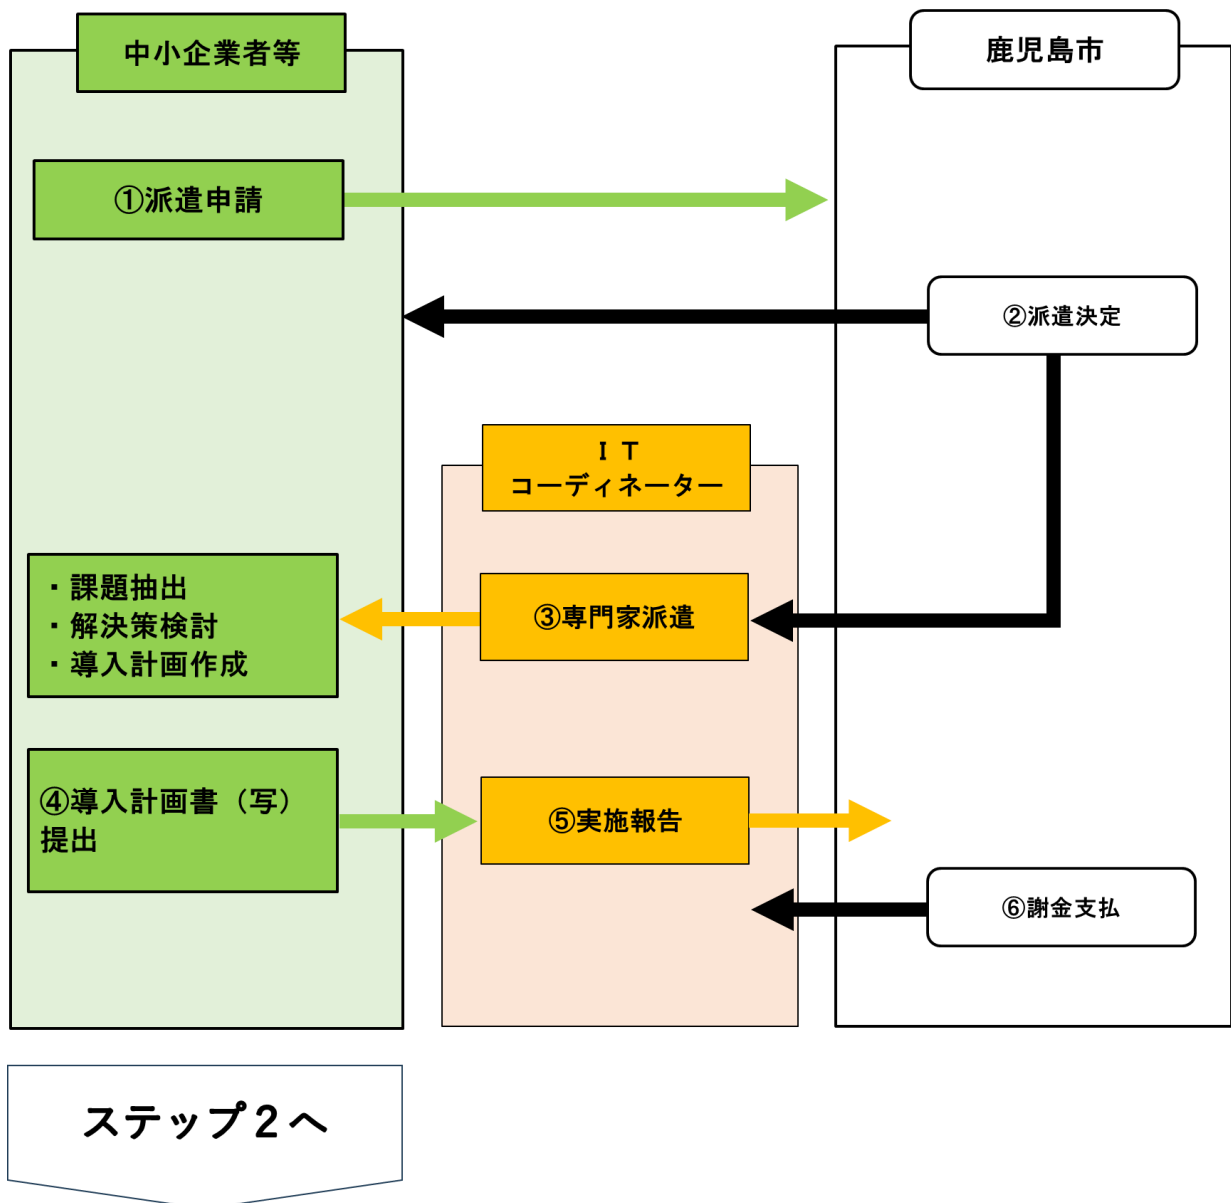 中小企業者等
鹿児島市
①派遣申請
②派遣決定
ＩＴ
コーディネーター
・課題抽出
・解決策検討
・導入計画作成
③専門家派遣
④導入計画書（写）
提出
⑤実施報告
⑥謝金支払
ステップ２へ